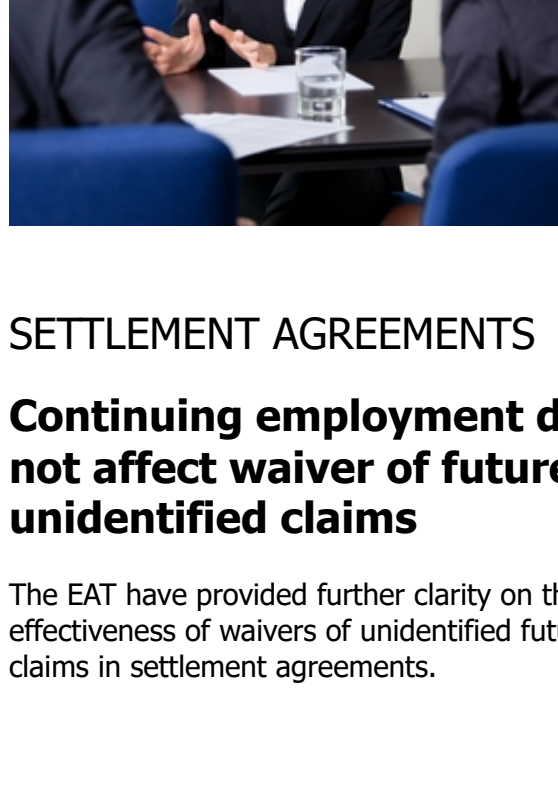 SETTLEMENT AGREEMENTS
Continuing employment
not affect waiver of future
unidentified claims
The EAT have provided further clarity on
effectiveness of waivers of unidentified
claims in settlement agreements.